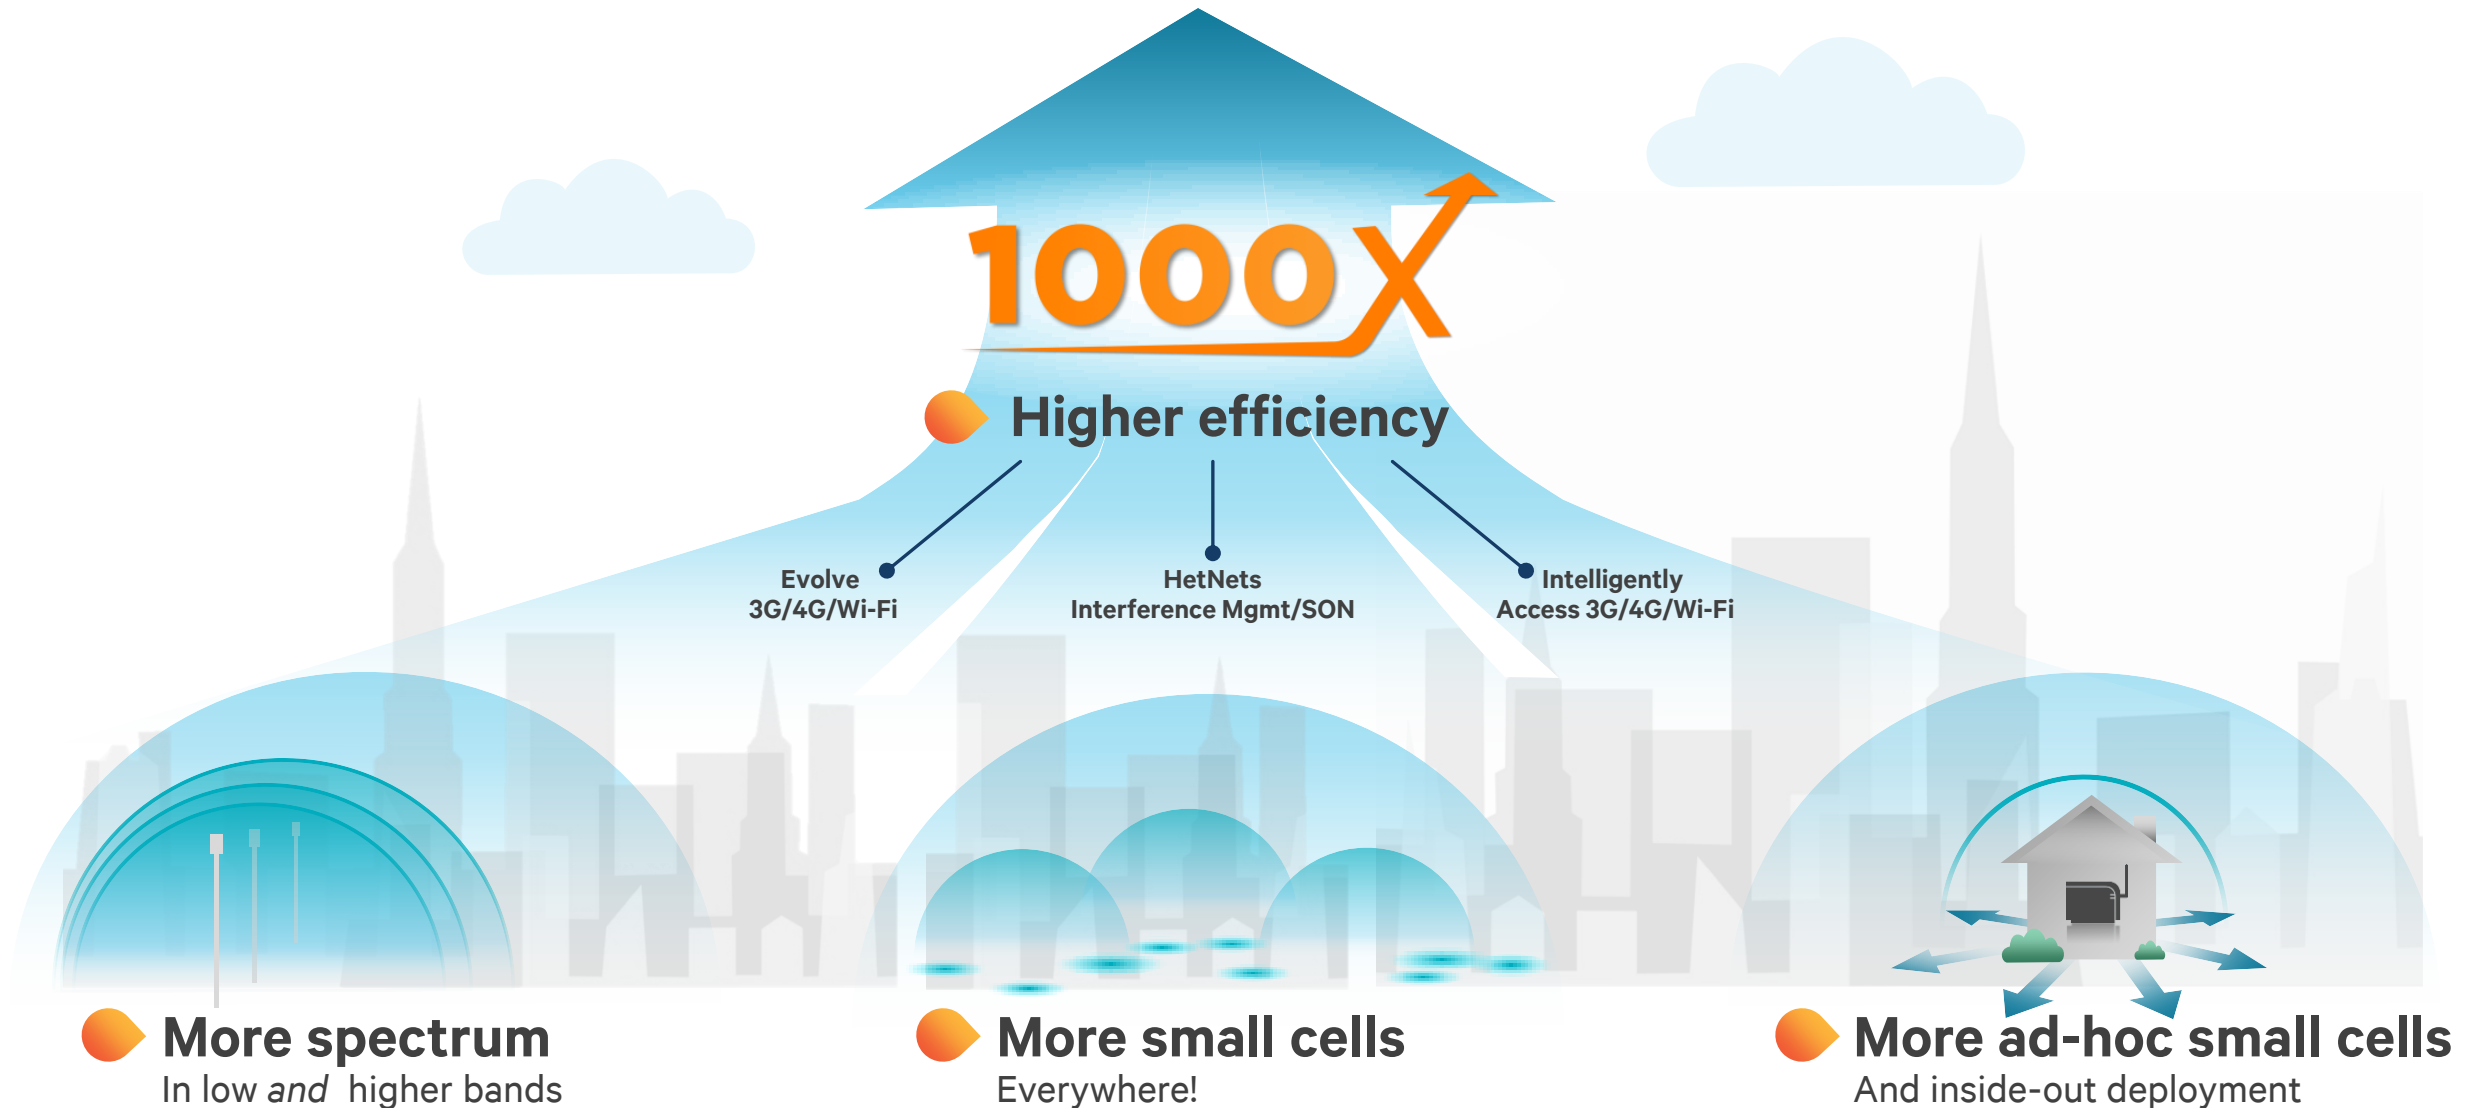 1000X
Higher efficiency
Evolve
3G/4G/Wi-Fi
HetNets
Interference Mgmt/SON
Intelligently
Access 3G/4G/Wi-Fi
More spectrum
In low and higher bands
More small cells
Everywhere!
More ad-hoc small cells
And inside-out deployment